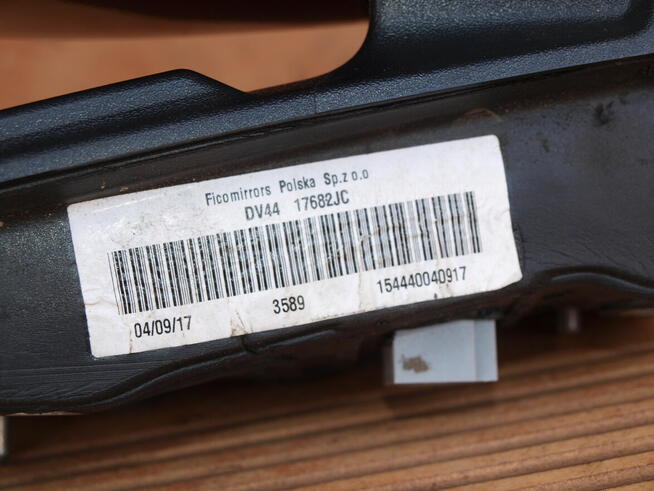 Ficomirrors Polska Sp.z o.o
DV44 17682JC
04/09/17 3589 154440040917